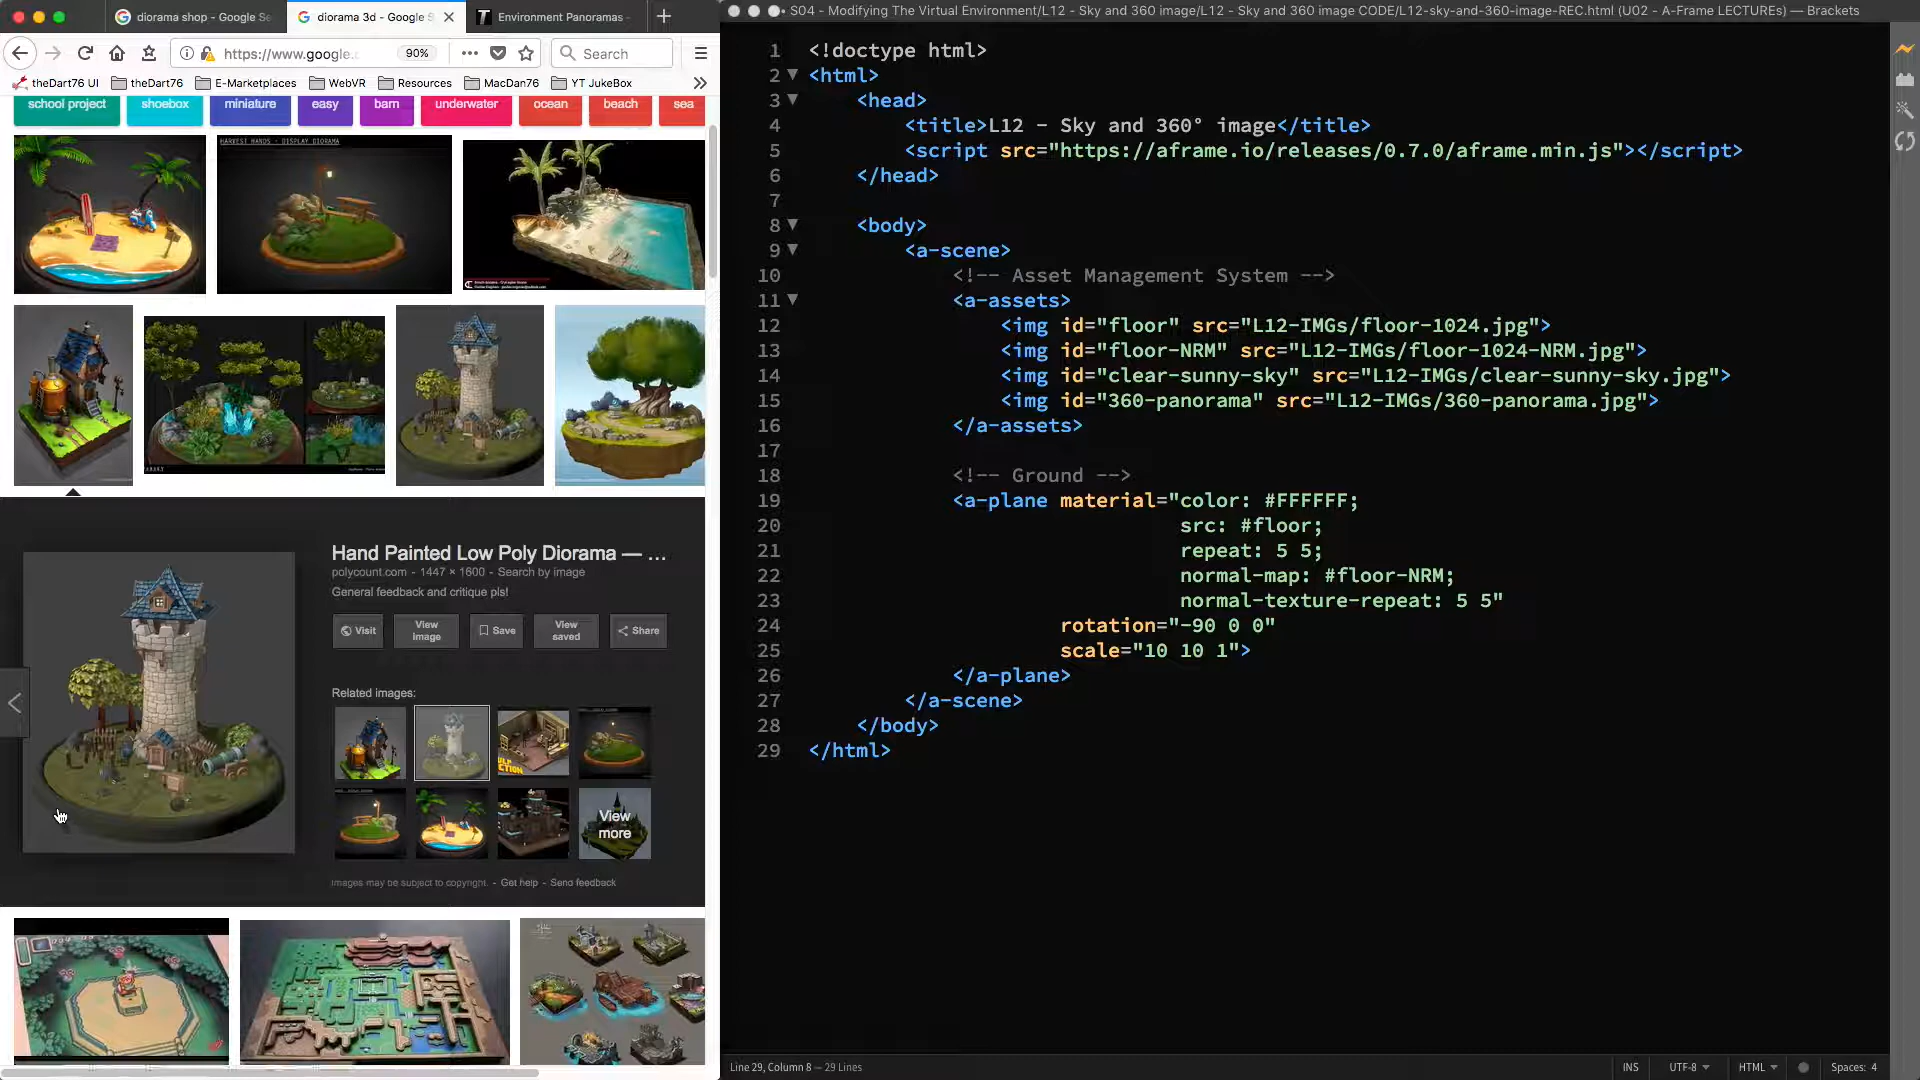 diorama shop - Google Se
diorama 3d - Google S
Environment Panoramas -
S04 - Modifying The Virtual Environment/L12 - Sky and 360 image/L12 - Sky and 360 image CODE/L12-sky-and-360-image-REC.html (U02 - A-Frame LECTUREs) — Brackets
https://www.google.c
90%
Search
theDart76 UI
theDart76
E-Marketplaces
WebVR
Resources
MacDan76
YT JukeBox
school project
shoebox
miniature
easy
barn
underwater
ocean
beach
sea
HARVEST HANDS - DISPLAY DIORAMA
Hand Painted Low Poly Diorama — ...
polycount.com - 1447 × 1600 - Search by image
General feedback and critique pls!
Visit
View image
Save
View saved
Share
Related images:
View more
Images may be subject to copyright. - Get help - Send feedback
1 <!doctype html>
2 <html>
3 <head>
4 <title>L12 - Sky and 360° image</title>
5 <script src="https://aframe.io/releases/0.7.0/aframe.min.js"></script>
6 </head>
7
8 <body>
9 <a-scene>
10 <!-- Asset Management System -->
11 <a-assets>
12 <img id="floor" src="L12-IMGs/floor-1024.jpg">
13 <img id="floor-NRM" src="L12-IMGs/floor-1024-NRM.jpg">
14 <img id="clear-sunny-sky" src="L12-IMGs/clear-sunny-sky.jpg">
15 <img id="360-panorama" src="L12-IMGs/360-panorama.jpg">
16 </a-assets>
17
18 <!-- Ground -->
19 <a-plane material="color: #FFFFFF;
20 src: #floor;
21 repeat: 5 5;
22 normal-map: #floor-NRM;
23 normal-texture-repeat: 5 5"
24 rotation="-90 0 0"
25 scale="10 10 1">
26 </a-plane>
27 </a-scene>
28 </body>
29 </html>
Line 29, Column 8 — 29 Lines
INS
UTF-8
HTML
Spaces: 4